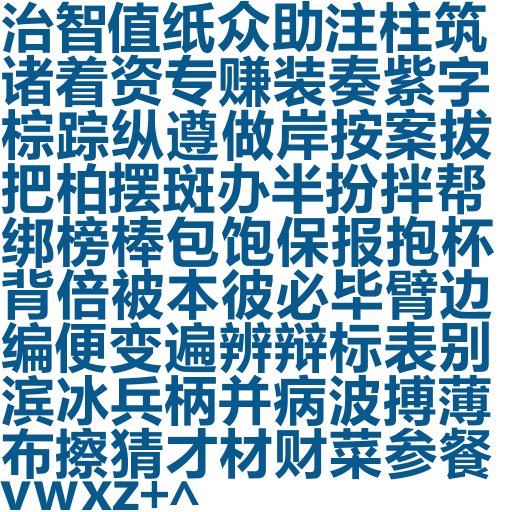 治智值纸众助注柱筑
诸着资专赚装奏紫字
棕踪纵遵做岸按案拔
把柏摆斑办半扮拌帮
绑榜棒包饱保报抱杯
背倍被本彼必毕臂边
编便变遍辨辩标表别
滨冰兵柄并病波搏薄
布擦猜才材财菜参餐
vwxz+^